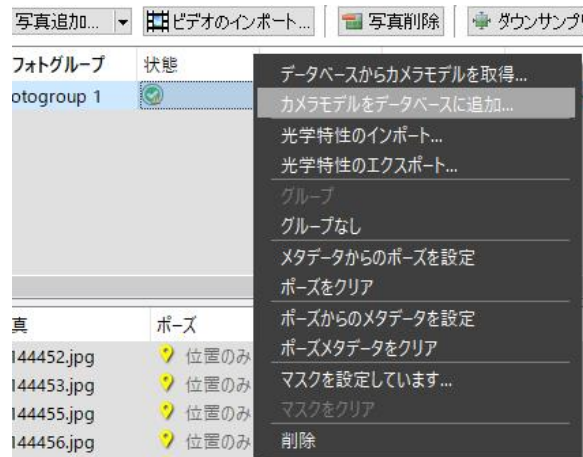 写真追加...
ビデオのインポート...
写真削除
ダウンサンプ
フォトグループ
状態
otogroup 1
データベースからカメラモデルを取得...
カメラモデルをデータベースに追加...
光学特性のインポート...
光学特性のエクスポート...
グループ
グループなし
メタデータからのポーズを設定
ポーズをクリア
ポーズからのメタデータを設定
ポーズメタデータをクリア
マスクを設定しています...
マスクをクリア
削除
真
ポーズ
144452.jpg
位置のみ
144453.jpg
位置のみ
144455.jpg
位置のみ
144456.jpg
位置のみ